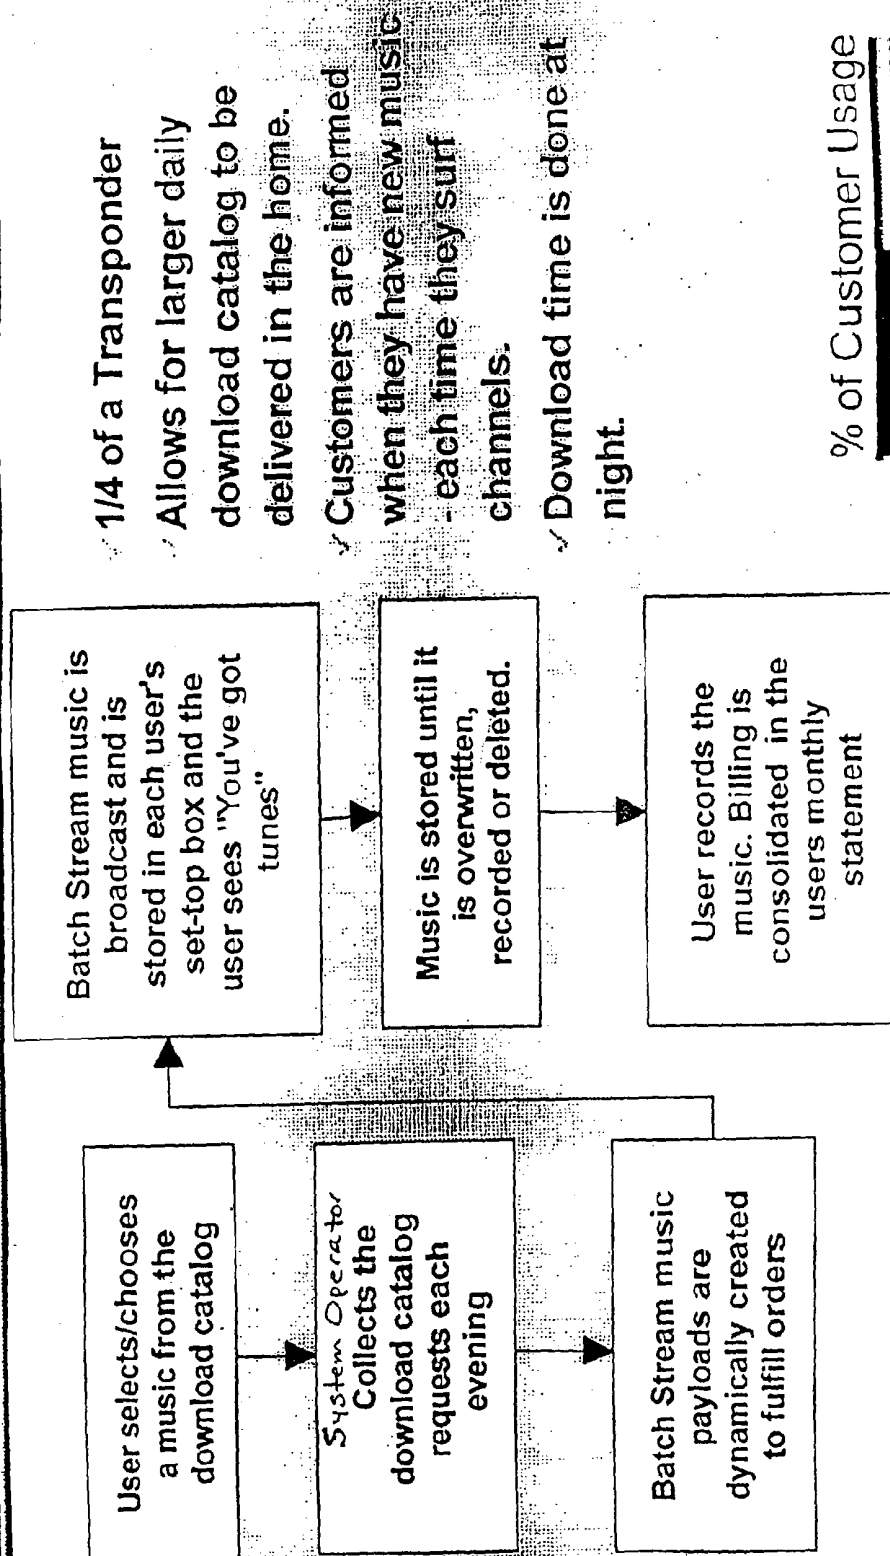 User selects/chooses
a music from the
download catalog
System Operator
Collects the
download catalog
requests each
evening
Batch Stream music
payloads are
dynamically created
to fulfill orders
Batch Stream music is
broadcast and is
stored in each user's
set-top box and the
user sees "You've got
tunes"
Music is stored until it
is overwritten,
recorded or deleted.
User records the
music. Billing is
consolidated in the
users monthly
statement
✓ 1/4 of a Transponder
✓ Allows for larger daily
download catalog to be
delivered in the home.
✓ Customers are informed
when they have new music
- each time they surf
channels.
✓ Download time is done at
night.
% of Customer Usage